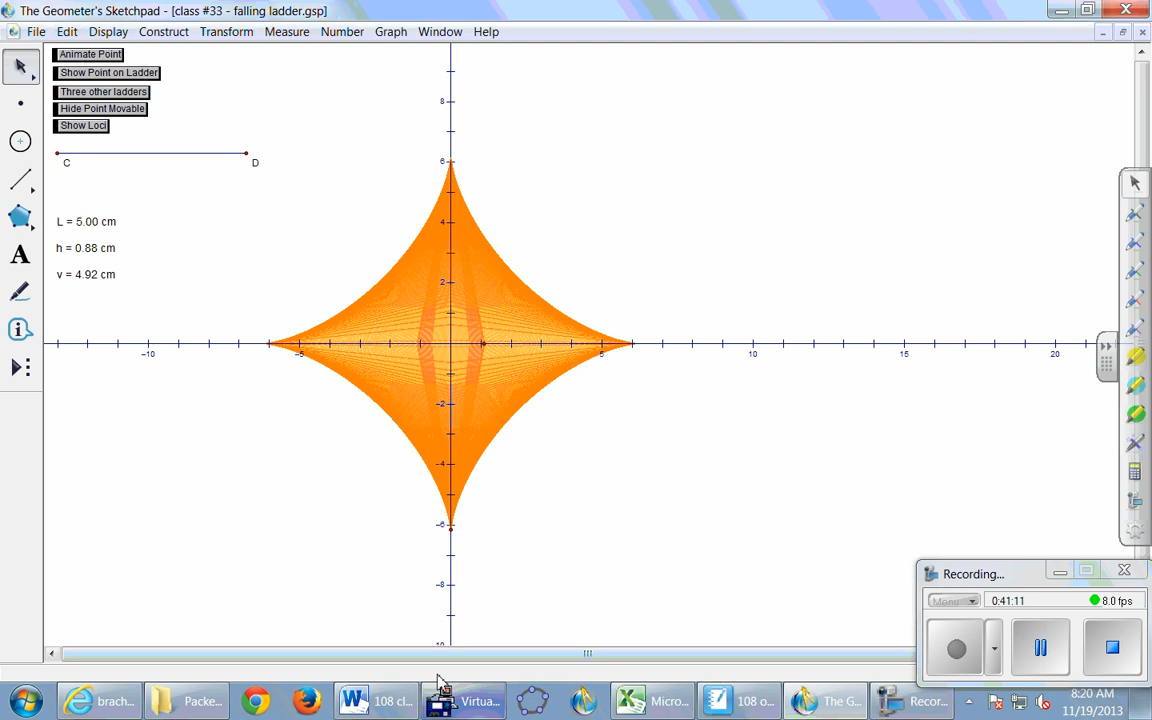 The Geometer's Sketchpad - [class #33 - falling ladder.gsp]
File Edit Display Construct Transform Measure Number Graph Window Help
Animate Point
Show Point on Ladder
Three other ladders
Hide Point Movable
Show Loci
C D
L = 5.00 cm
h = 0.88 cm
v = 4.92 cm
8
6
4
2
-10 -5 5 10 15 20
-2
-4
-6
-8
A
Recording...
Menu 0:41:11 8.0 fps
brach... Packe... 108 cl... Virtua... Micro... 108 o... The G... Recor...
8:20 AM
11/19/2013